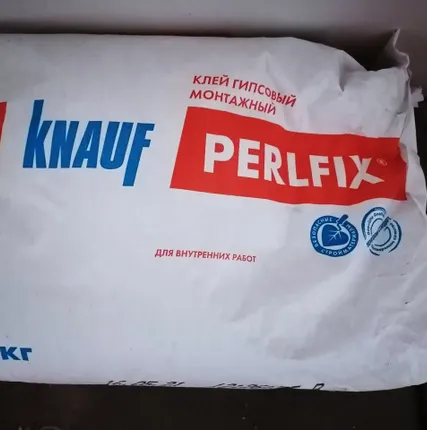 КЛЕЙ ГИПСОВЫЙ
МОНТАЖНЫЙ
KNAUF
PERLFIX®
ДЛЯ ВНУТРЕННИХ РАБОТ
КГ